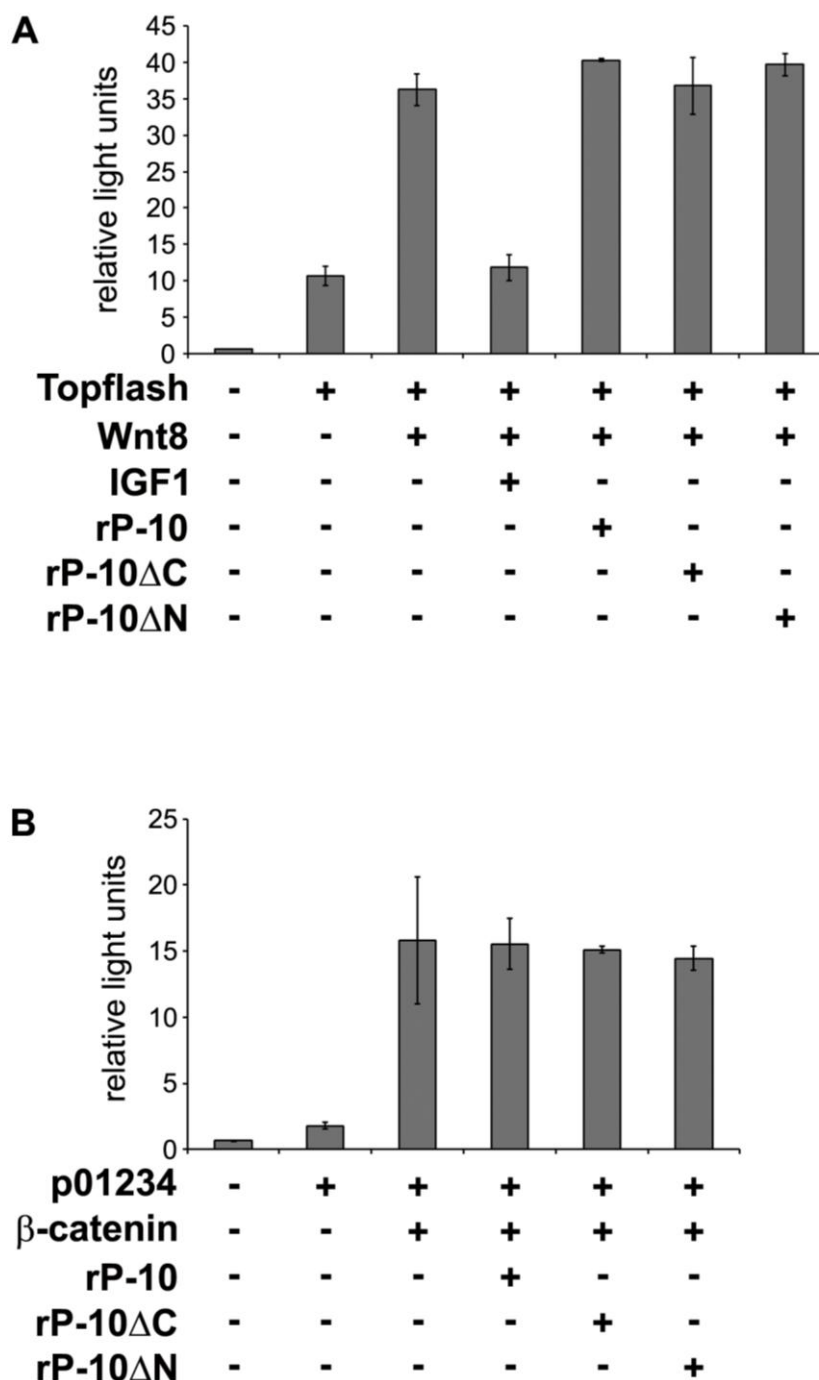 A
relative light units
45
40
35
30
25
20
15
10
5
0
Topflash - + + + + + +
Wnt8 - - + + + + +
IGF1 - - - + - - -
rP-10 - - - - + - -
rP-10ΔC - - - - - + -
rP-10ΔN - - - - - - +
B
relative light units
25
20
15
10
5
0
p01234 - + + + + +
β-catenin - - + + + +
rP-10 - - - + - -
rP-10ΔC - - - - + -
rP-10ΔN - - - - - +